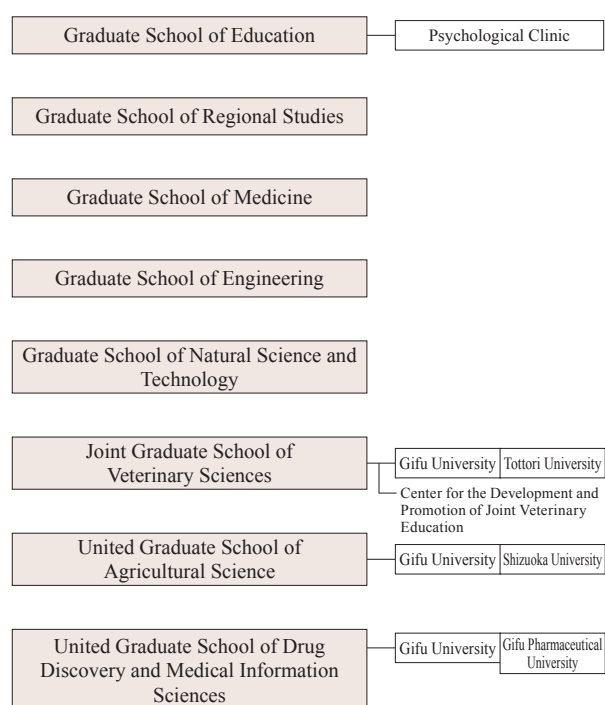 Graduate School of Education
Psychological Clinic
Graduate School of Regional Studies
Graduate School of Medicine
Graduate School of Engineering
Graduate School of Natural Science and
Technology
Joint Graduate School of
Veterinary Sciences
Gifu University
Tottori University
Center for the Development and
Promotion of Joint Veterinary
Education
United Graduate School of
Agricultural Science
Gifu University
Shizuoka University
United Graduate School of Drug
Discovery and Medical Information
Sciences
Gifu University
Gifu Pharmaceutical
University